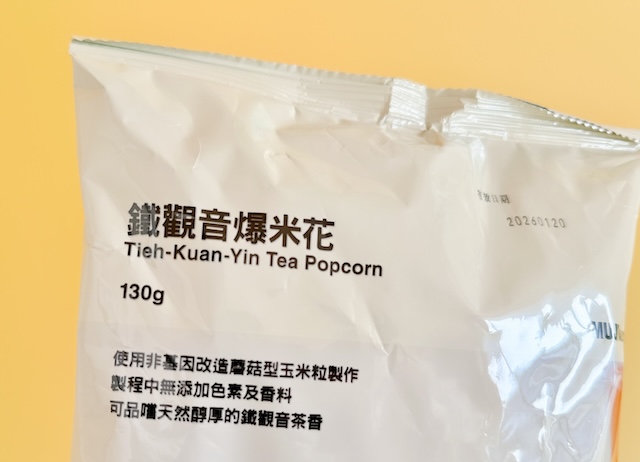 鐵觀音爆米花
Tieh-Kuan-Yin Tea Popcorn
130g
20260120
使用非基因改造蘑菇型玉米粒製作
製程中無添加色素及香料
可品嚐天然醇厚的鐵觀音茶香